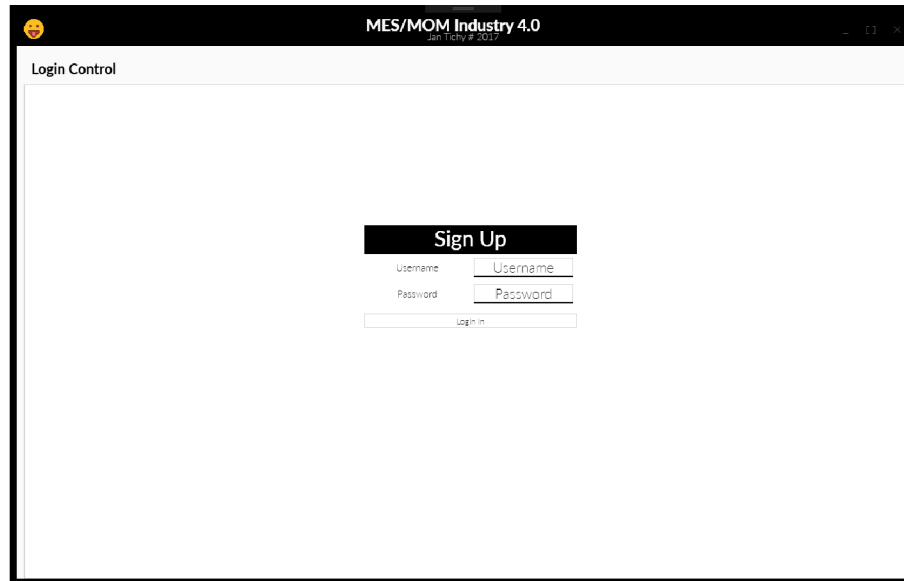 MES/MOM Industry 4.0
Jan Tichy # 2017
Login Control
Sign Up
Username Username
Password Password
Login In